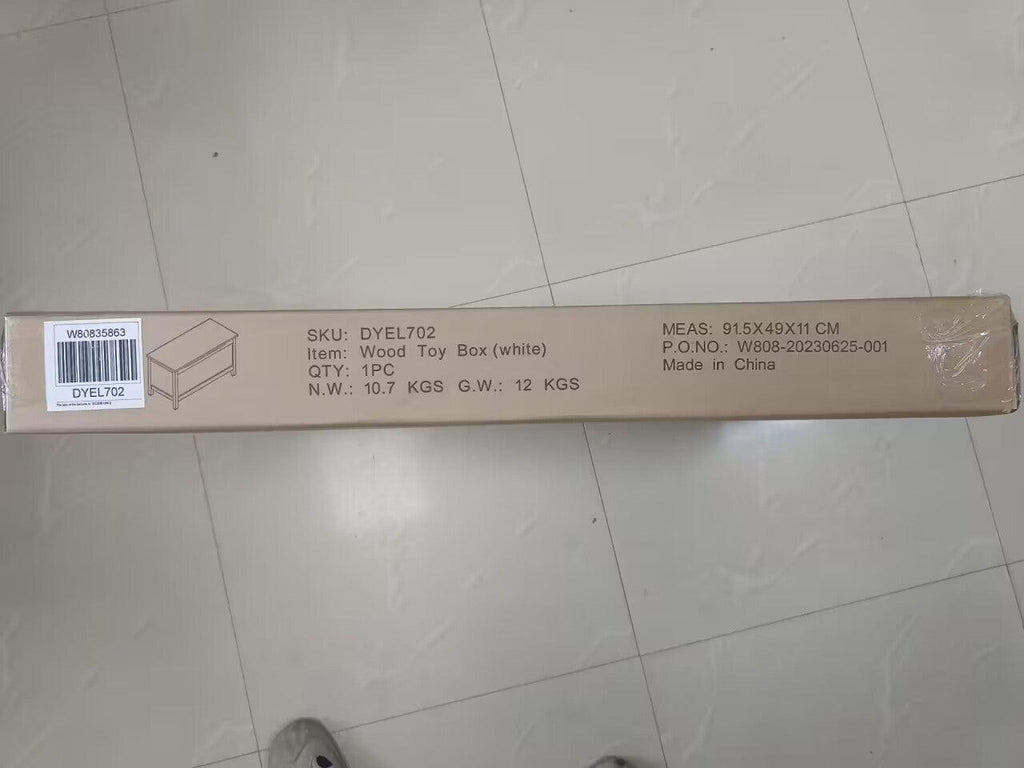 W80835863
DYEL702
SKU: DYEL702
Item: Wood Toy Box (white)
QTY: 1PC
N.W.: 10.7 KGS G.W.: 12 KGS
MEAS: 91.5X49X11 CM
P.O.NO.: W808-20230625-001
Made in China